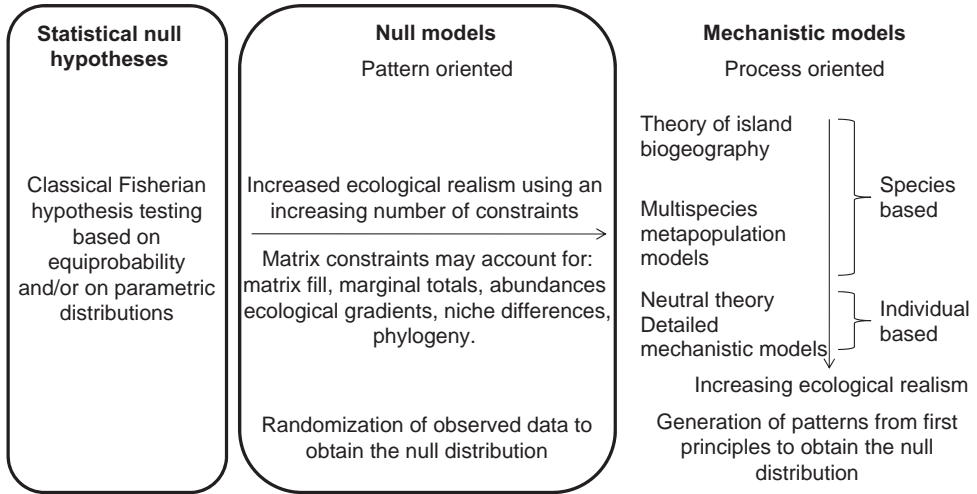 Statistical null
hypotheses
Classical Fisherian
hypothesis testing
based on
equiprobability
and/or on parametric
distributions
Null models
Pattern oriented
Increased ecological realism using an
increasing number of constraints
Matrix constraints may account for:
matrix fill, marginal totals, abundances
ecological gradients, niche differences,
phylogeny.
Randomization of observed data to
obtain the null distribution
Mechanistic models
Process oriented
Theory of island
biogeography
Multispecies
metapopulation
models
Species
based
Neutral theory
Detailed
mechanistic models
Individual
based
Increasing ecological realism
Generation of patterns from first
principles to obtain the null
distribution